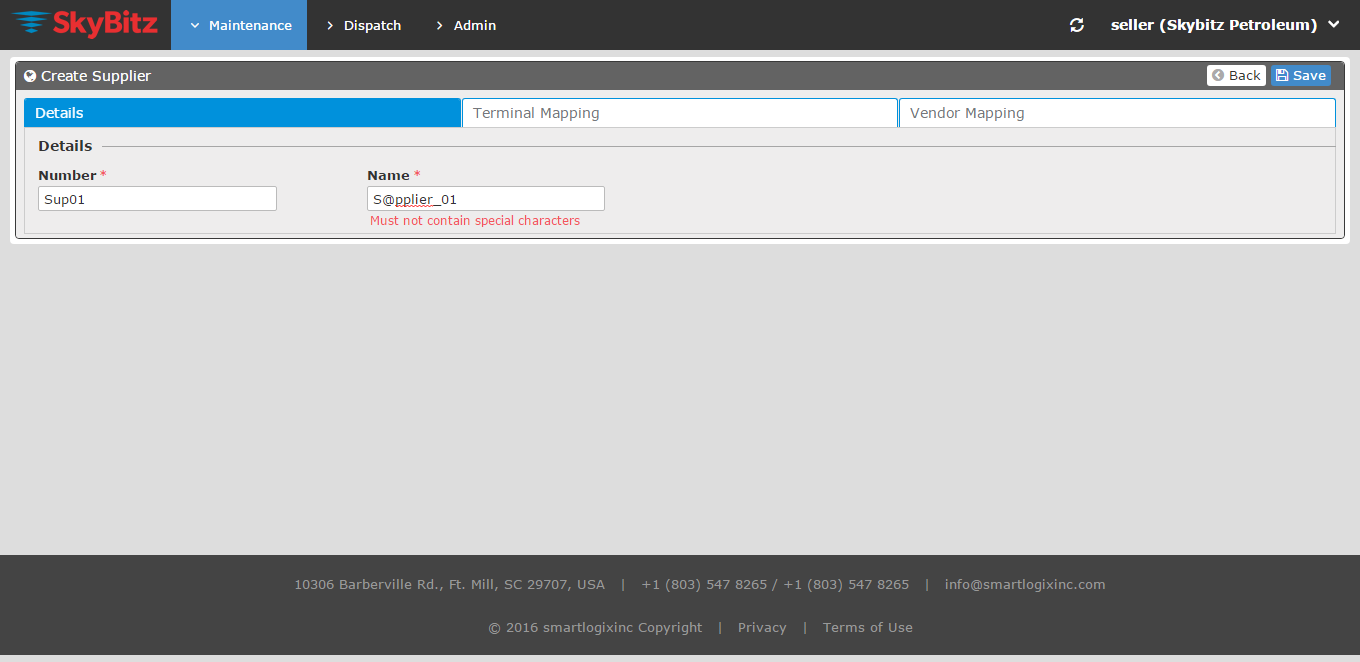 SkyBitz Maintenance Dispatch Admin seller (Skybitz Petroleum)
Create Supplier Back Save
Details Terminal Mapping Vendor Mapping
Details
Number * Name *
Sup01 S@pplier_01
Must not contain special characters
10306 Barberville Rd., Ft. Mill, SC 29707, USA | +1 (803) 547 8265 / +1 (803) 547 8265 | info@smartlogixinc.com
© 2016 smartlogixinc Copyright | Privacy | Terms of Use